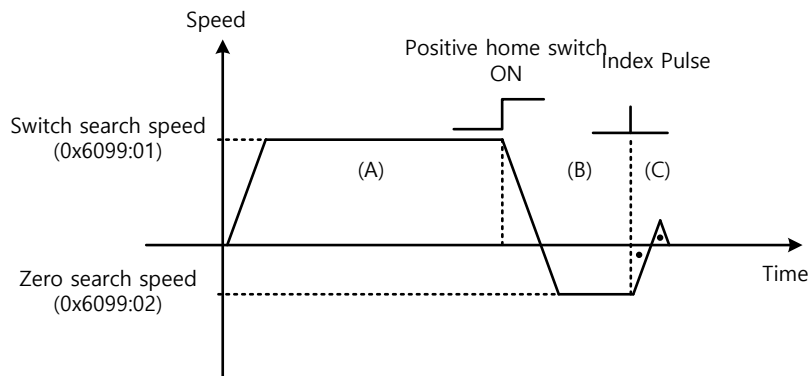 Speed
Positive home switch
ON
Index Pulse
Switch search speed
(0x6099:01)
(A)
(B)
(C)
Zero search speed
(0x6099:02)
Time